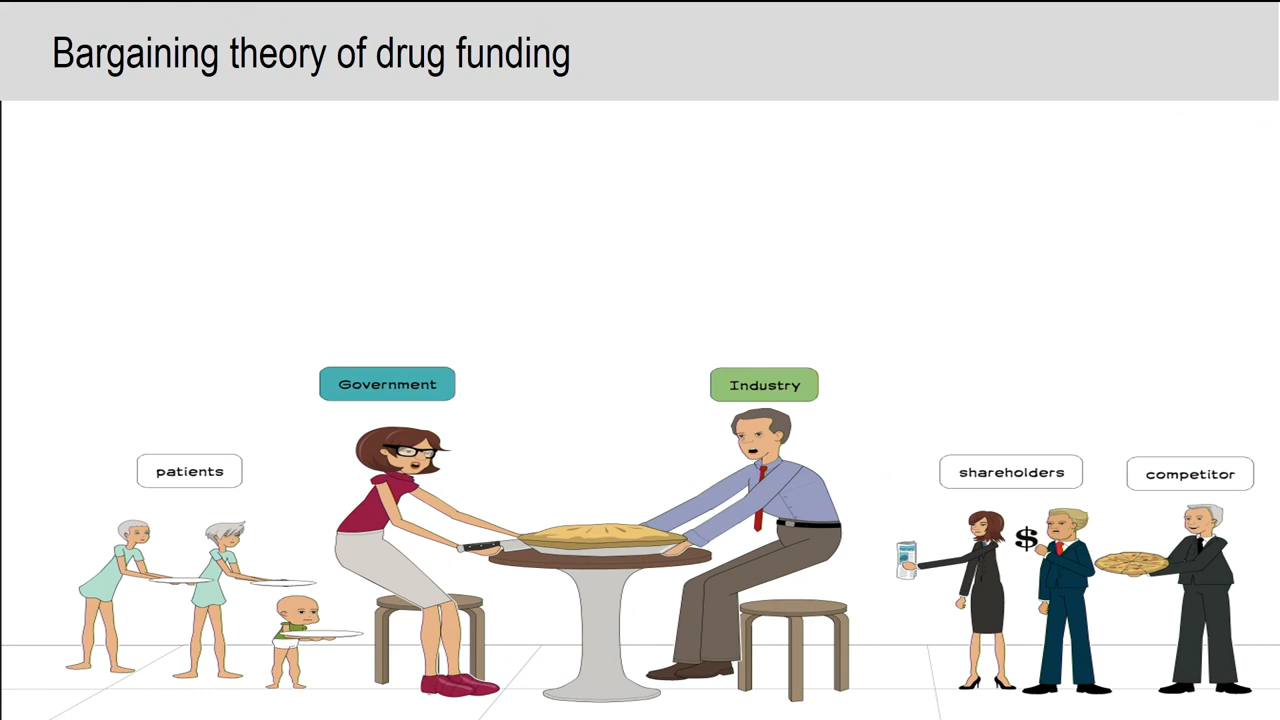 Bargaining theory of drug funding
Government
Industry
patients
shareholders
competitor
$